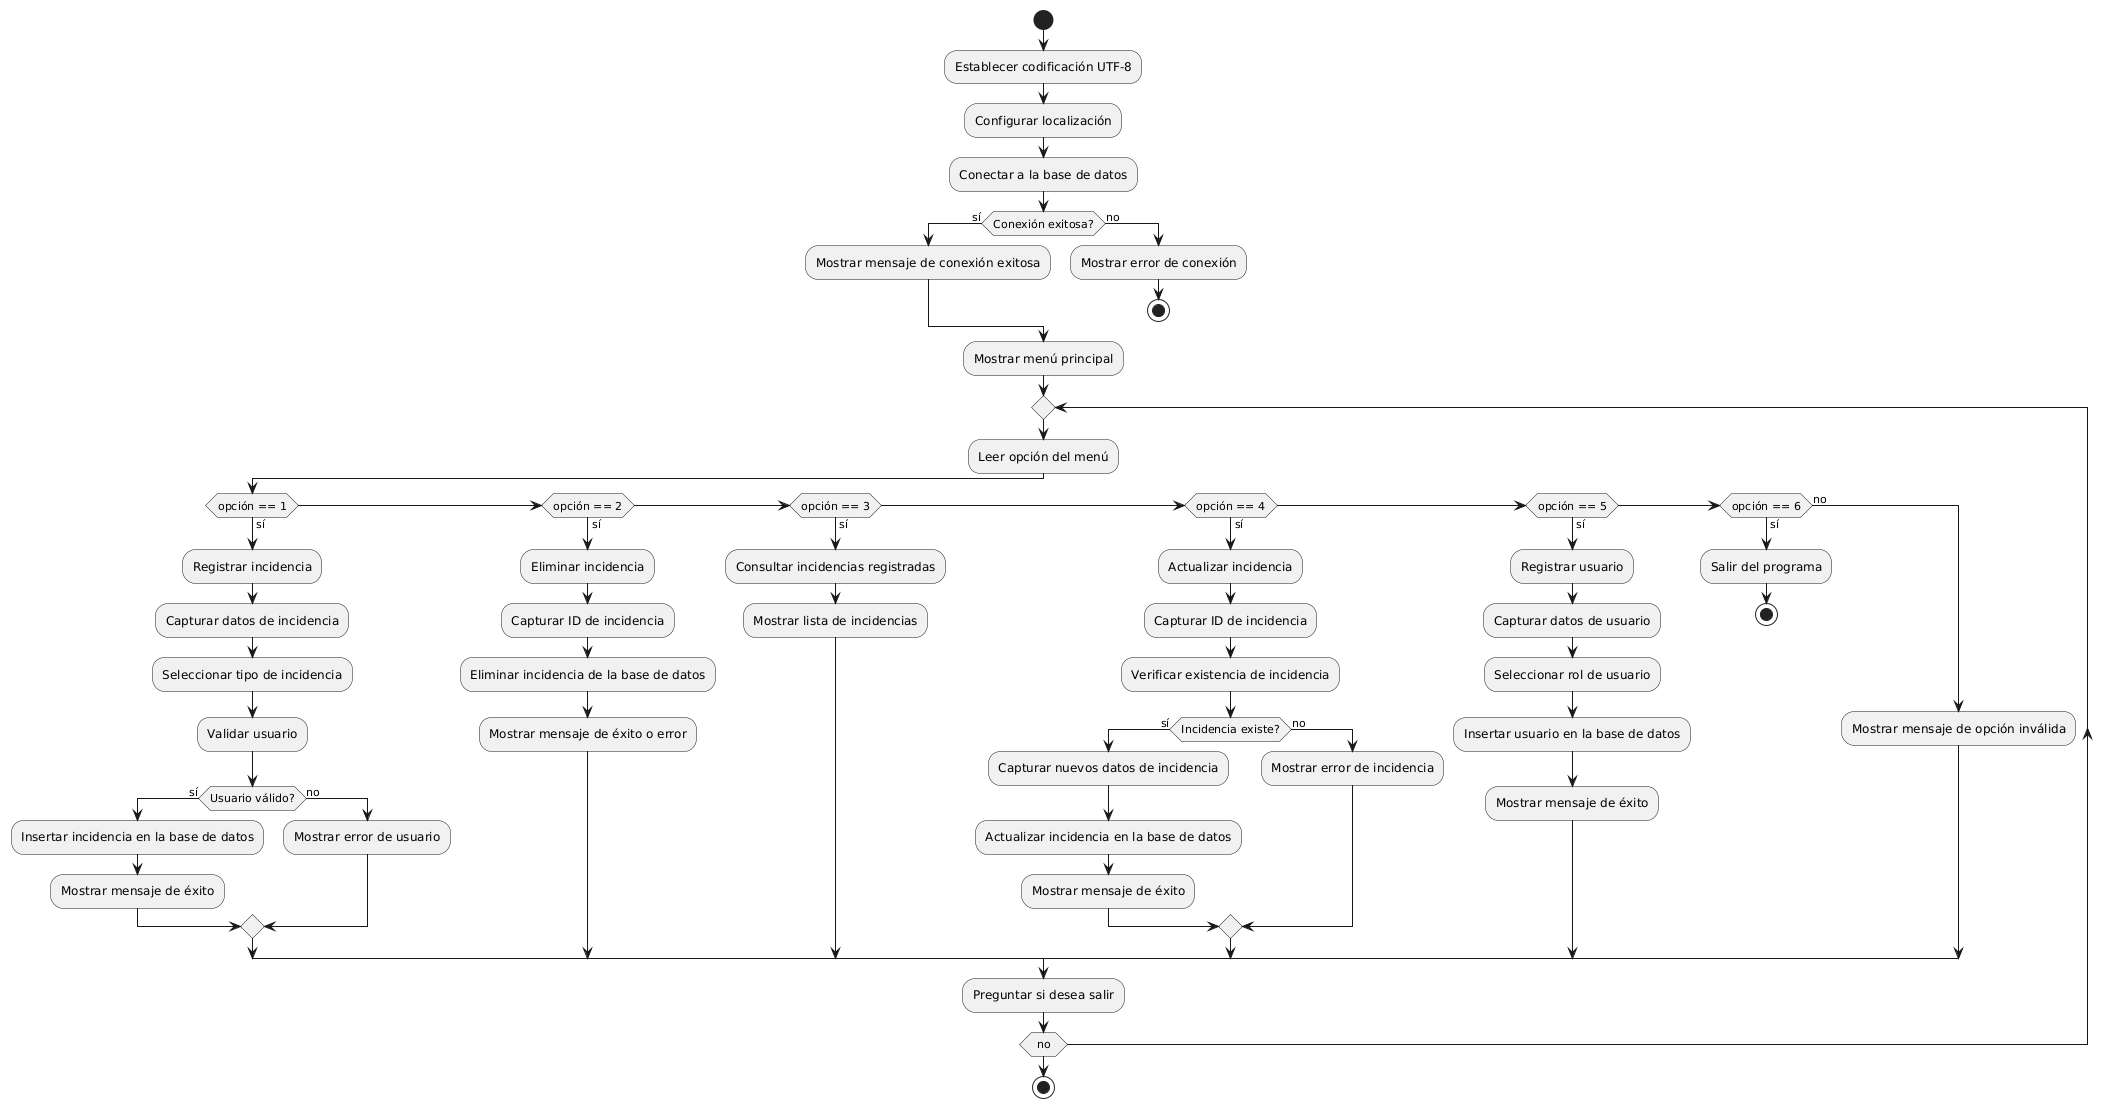 Establecer codificación UTF-8
Configurar localización
Conectar a la base de datos
sí
Conexión exitosa?
no
Mostrar mensaje de conexión exitosa
Mostrar error de conexión
Mostrar menú principal
Leer opción del menú
opción == 1
opción == 2
opción == 3
opción == 4
opción == 5
opción == 6
no
sí
sí
sí
sí
sí
sí
Registrar incidencia
Eliminar incidencia
Consultar incidencias registradas
Actualizar incidencia
Registrar usuario
Salir del programa
Capturar datos de incidencia
Capturar ID de incidencia
Mostrar lista de incidencias
Capturar ID de incidencia
Capturar datos de usuario
Seleccionar tipo de incidencia
Eliminar incidencia de la base de datos
Verificar existencia de incidencia
Seleccionar rol de usuario
Validar usuario
Mostrar mensaje de éxito o error
sí
Incidencia existe?
no
Insertar usuario en la base de datos
Mostrar mensaje de opción inválida
Capturar nuevos datos de incidencia
Mostrar error de incidencia
sí
Usuario válido?
no
Mostrar mensaje de éxito
Insertar incidencia en la base de datos
Mostrar error de usuario
Actualizar incidencia en la base de datos
Mostrar mensaje de éxito
Mostrar mensaje de éxito
Preguntar si desea salir
no